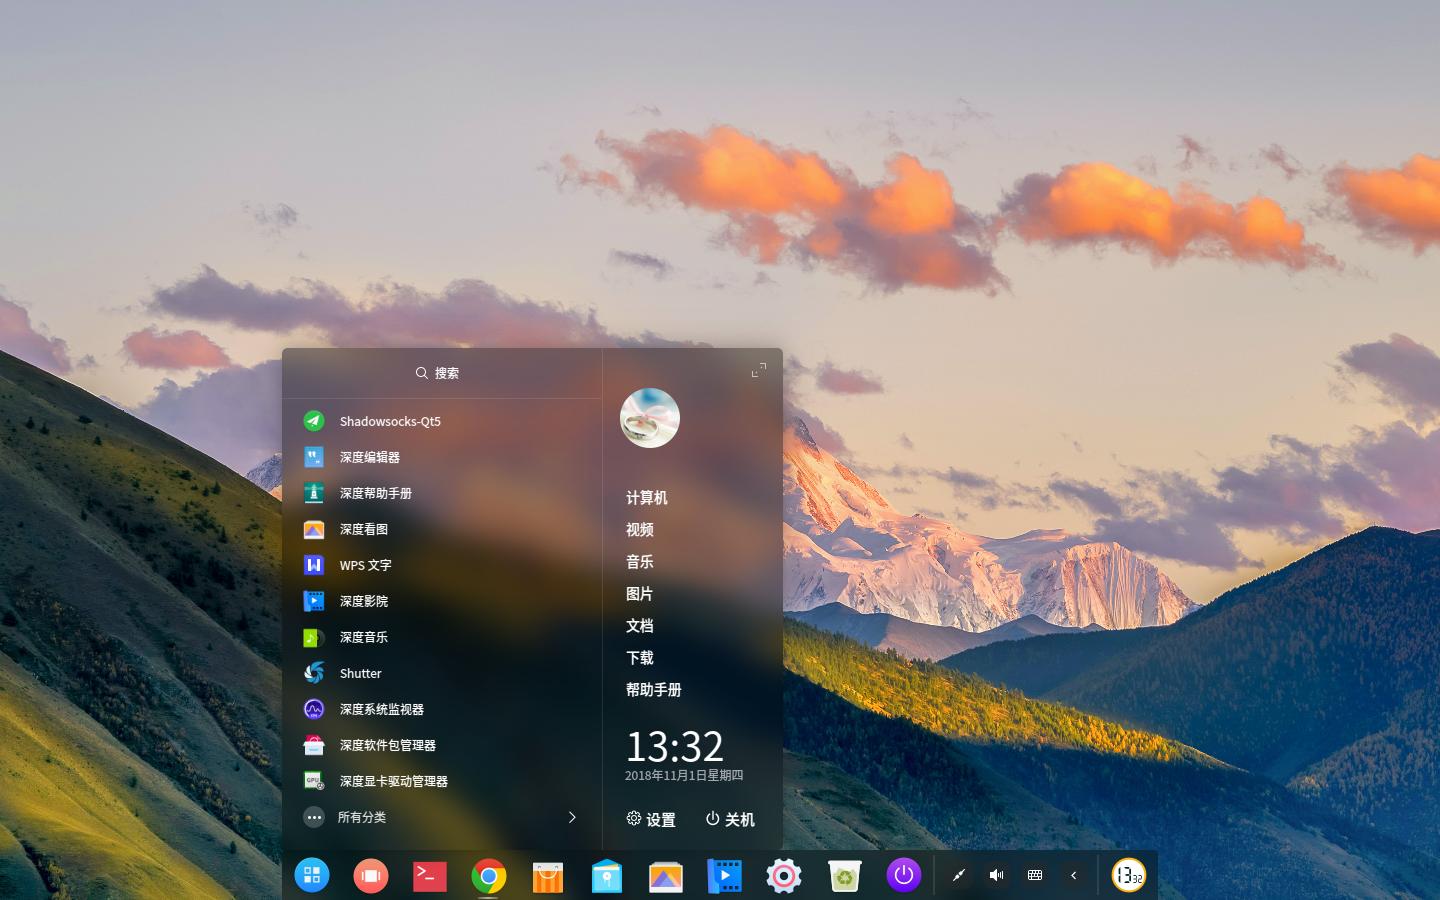 搜索
Shadowsocks-Qt5
深度编辑器
深度帮助手册
深度看图
WPS 文字
深度影院
深度音乐
Shutter
深度系统监视器
深度软件包管理器
深度显卡驱动管理器
所有分类
计算机
视频
音乐
图片
文档
下载
帮助手册
13:32
2018年11月1日星期四
设置 关机
13 32